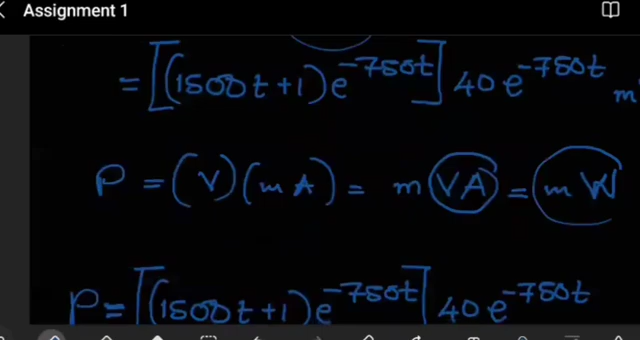 Assignment 1
= [(1500t+1)e^-750t] 40e^-750t m
P = (V)(mA) = m VA = mW
P = [(1500t+1)e^-750t] 40e^-750t